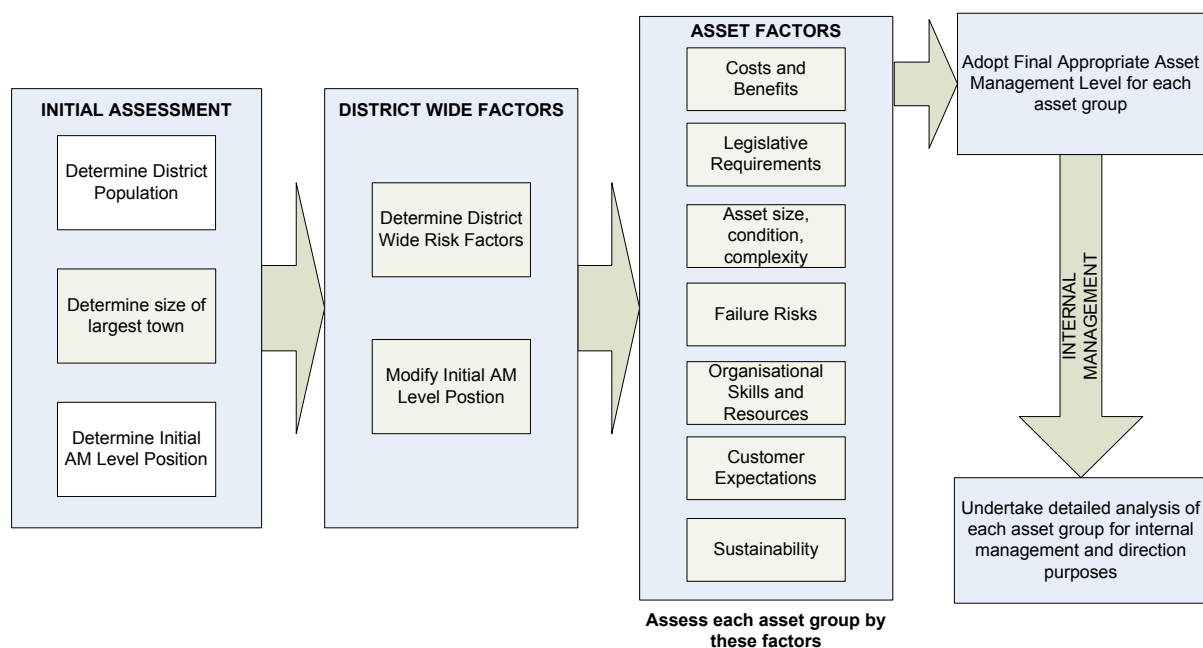 INITIAL ASSESSMENT
Determine District
Population
Determine size of
largest town
Determine Initial
AM Level Position
DISTRICT WIDE FACTORS
Determine District
Wide Risk Factors
Modify Initial AM
Level Postion
ASSET FACTORS
Costs and
Benefits
Legislative
Requirements
Asset size,
condition,
complexity
Failure Risks
Organisational
Skills and
Resources
Customer
Expectations
Sustainability
Assess each asset group by
these factors
Adopt Final Appropriate Asset
Management Level for each
asset group
INTERNAL
MANAGEMENT
Undertake detailed analysis of
each asset group for internal
management and direction
purposes